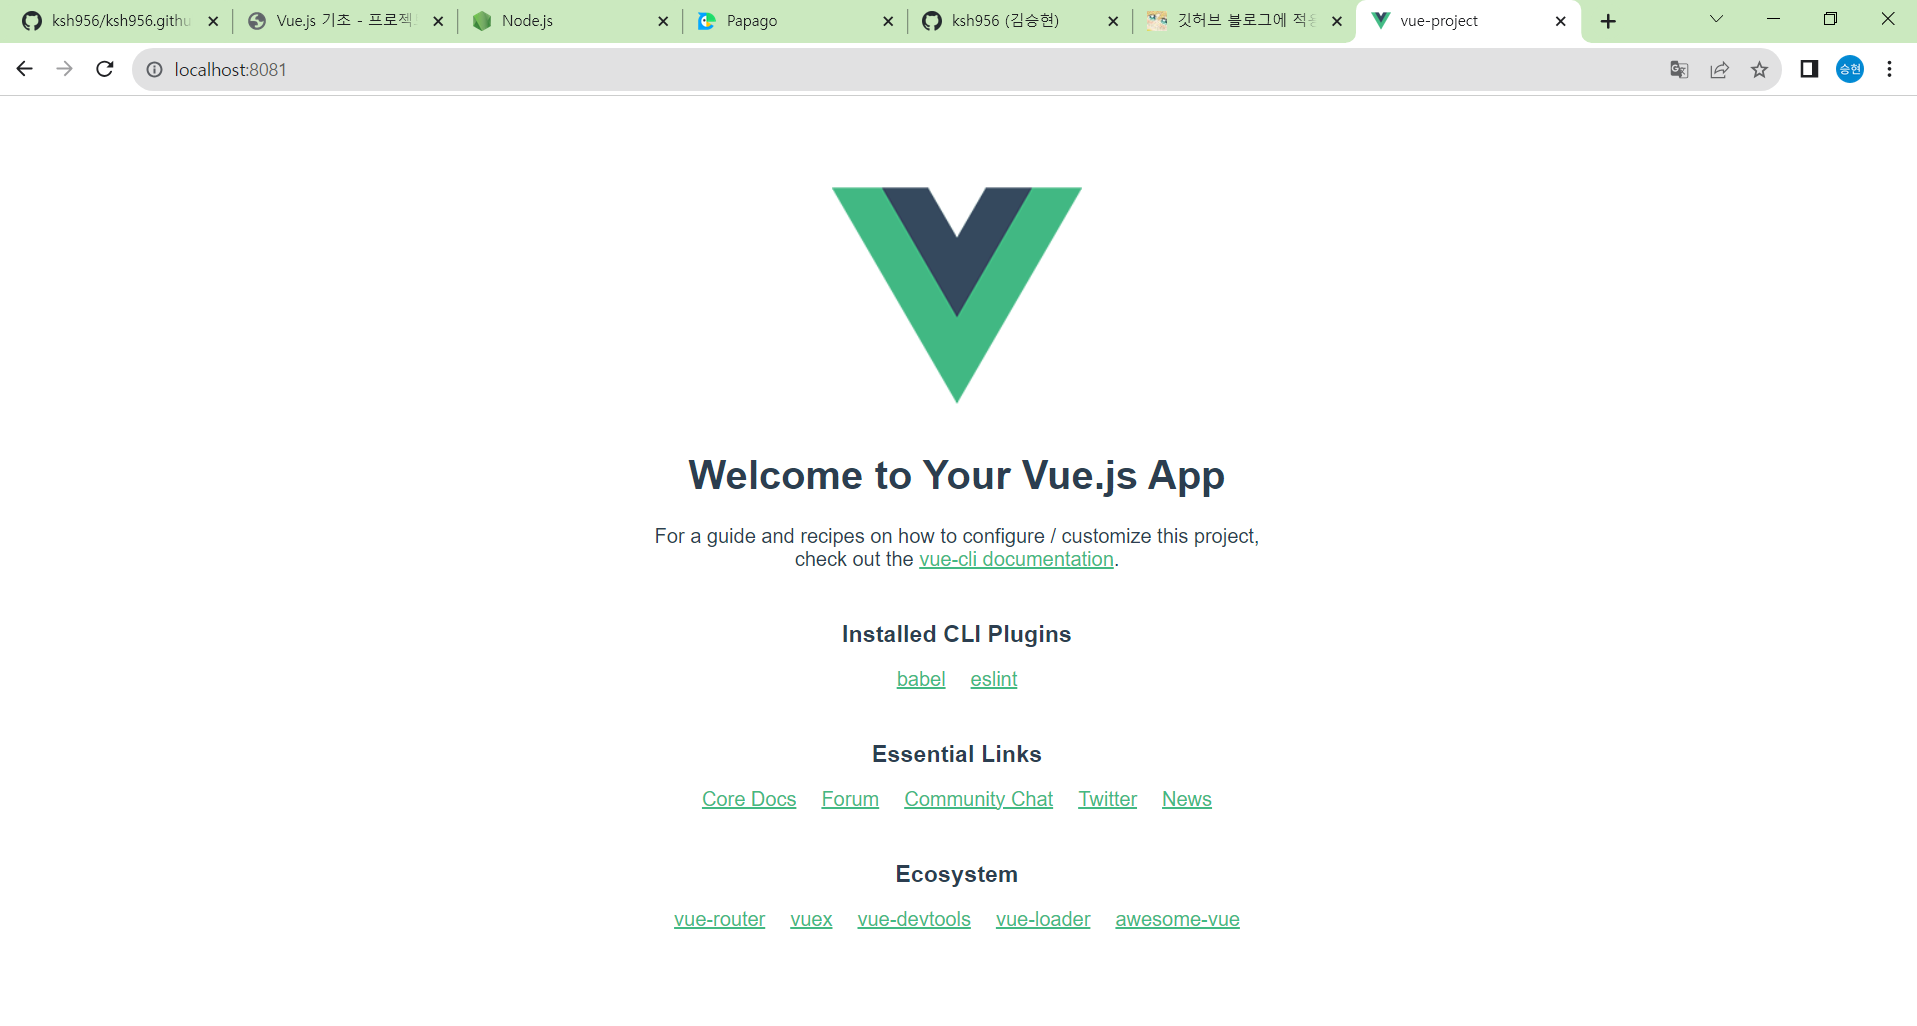 ksh956/ksh956.githu
Vue.js 기초 - 프로젝
Node.js
Papago
ksh956 (김승현)
깃허브 블로그에 적용
vue-project
localhost:8081
승현
Welcome to Your Vue.js App
For a guide and recipes on how to configure / customize this project,
check out the vue-cli documentation.
Installed CLI Plugins
babel eslint
Essential Links
Core Docs Forum Community Chat Twitter News
Ecosystem
vue-router vuex vue-devtools vue-loader awesome-vue